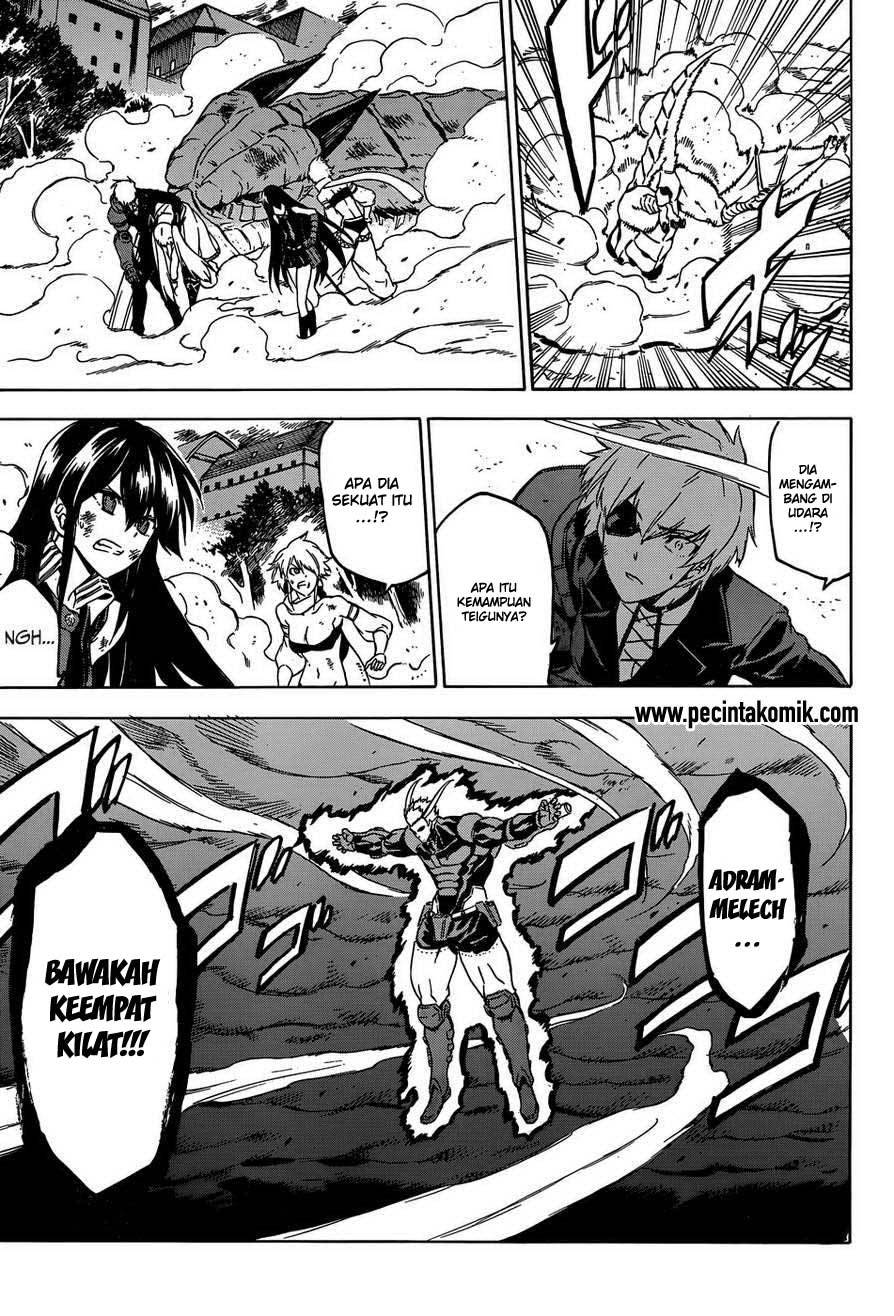 DIA
MENGAM-
BANG DI
UDARA
...!?
APA ITU
KEMAMPUAN
TEIGUNYA?
APA DIA
SEKUAT ITU
...!?
NGH...
www.pecintakomik.com
ADRAM-
MELECH
...
BAWAKAH
KEEMPAT
KILAT!!!